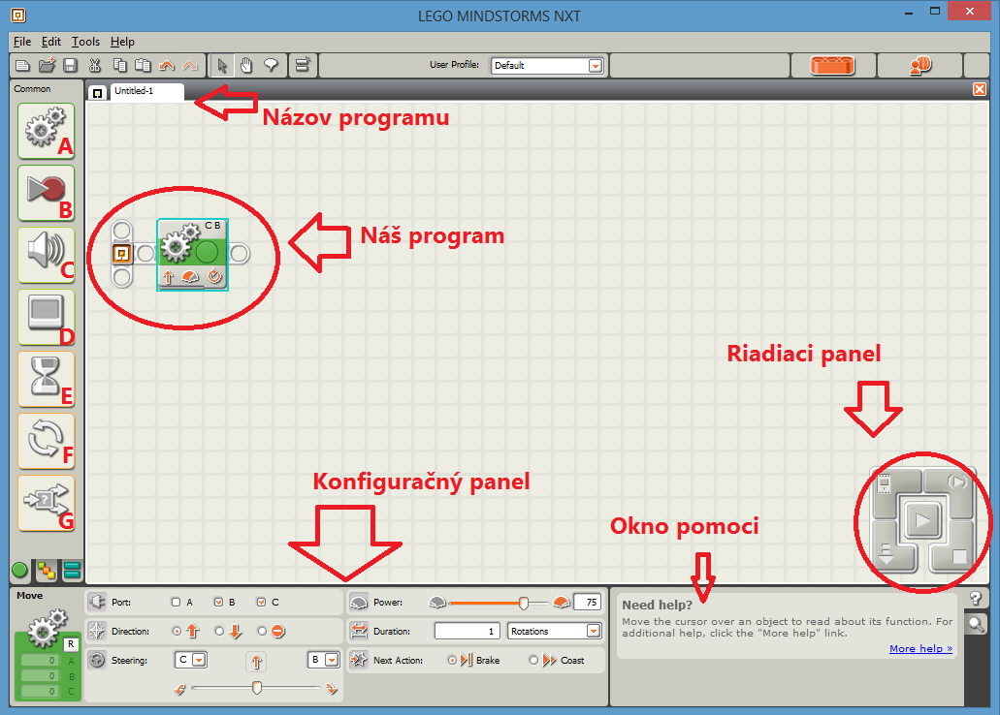 LEGO MINDSTORMS NXT
File Edit Tools Help
User Profile: Default
Common
Untitled-1
Názov programu
A
B
C
D
E
F
G
C B
Náš program
Riadiaci panel
Konfiguračný panel
Okno pomoci
Move
R
0 A
0 B
0 C
Port: A B C
Direction:
Steering: C B
Power: 75
Duration: 1 Rotations
Next Action: Brake Coast
Need help?
Move the cursor over an object to read about its function. For
additional help, click the "More help" link.
More help »
?